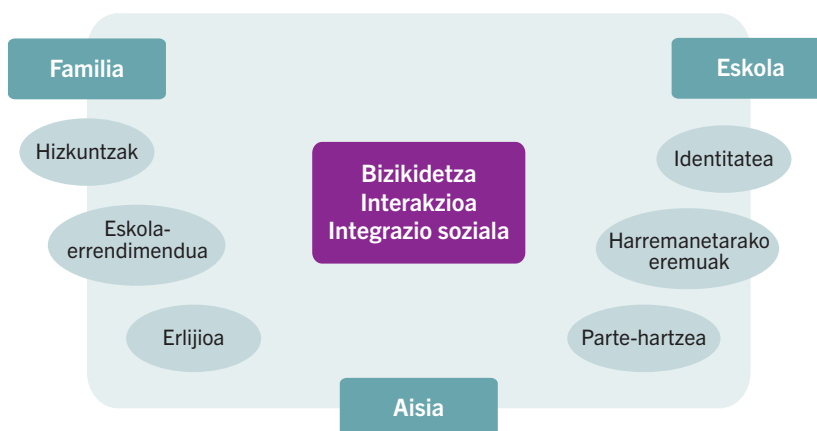 Familia
Eskola
Hizkuntzak
Eskola-
errendimendua
Erlijioa
Bizikidetza
Interakzioa
Integrazio soziala
Identitatea
Harremanetarako
eremuak
Parte-hartzea
Aisia